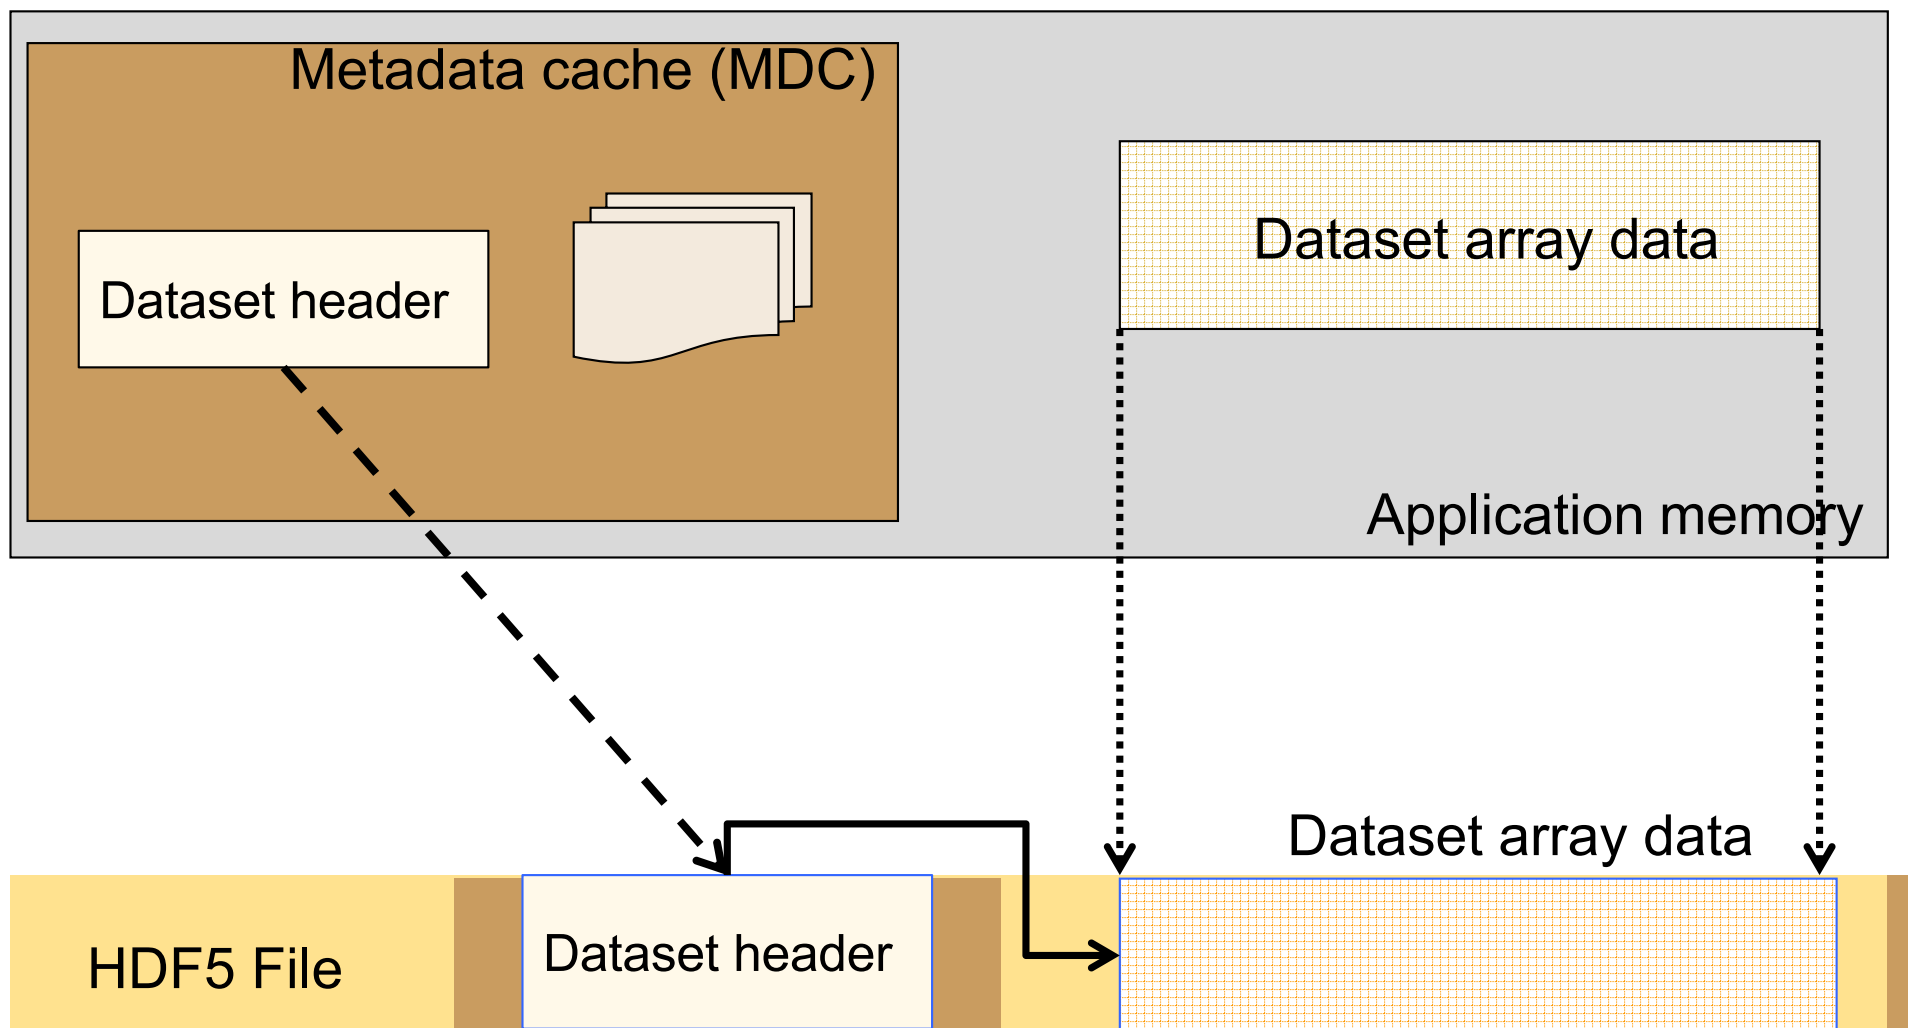 Metadata cache (MDC)
Dataset array data
Dataset header
Application memory
Dataset array data
Dataset header
HDF5 File